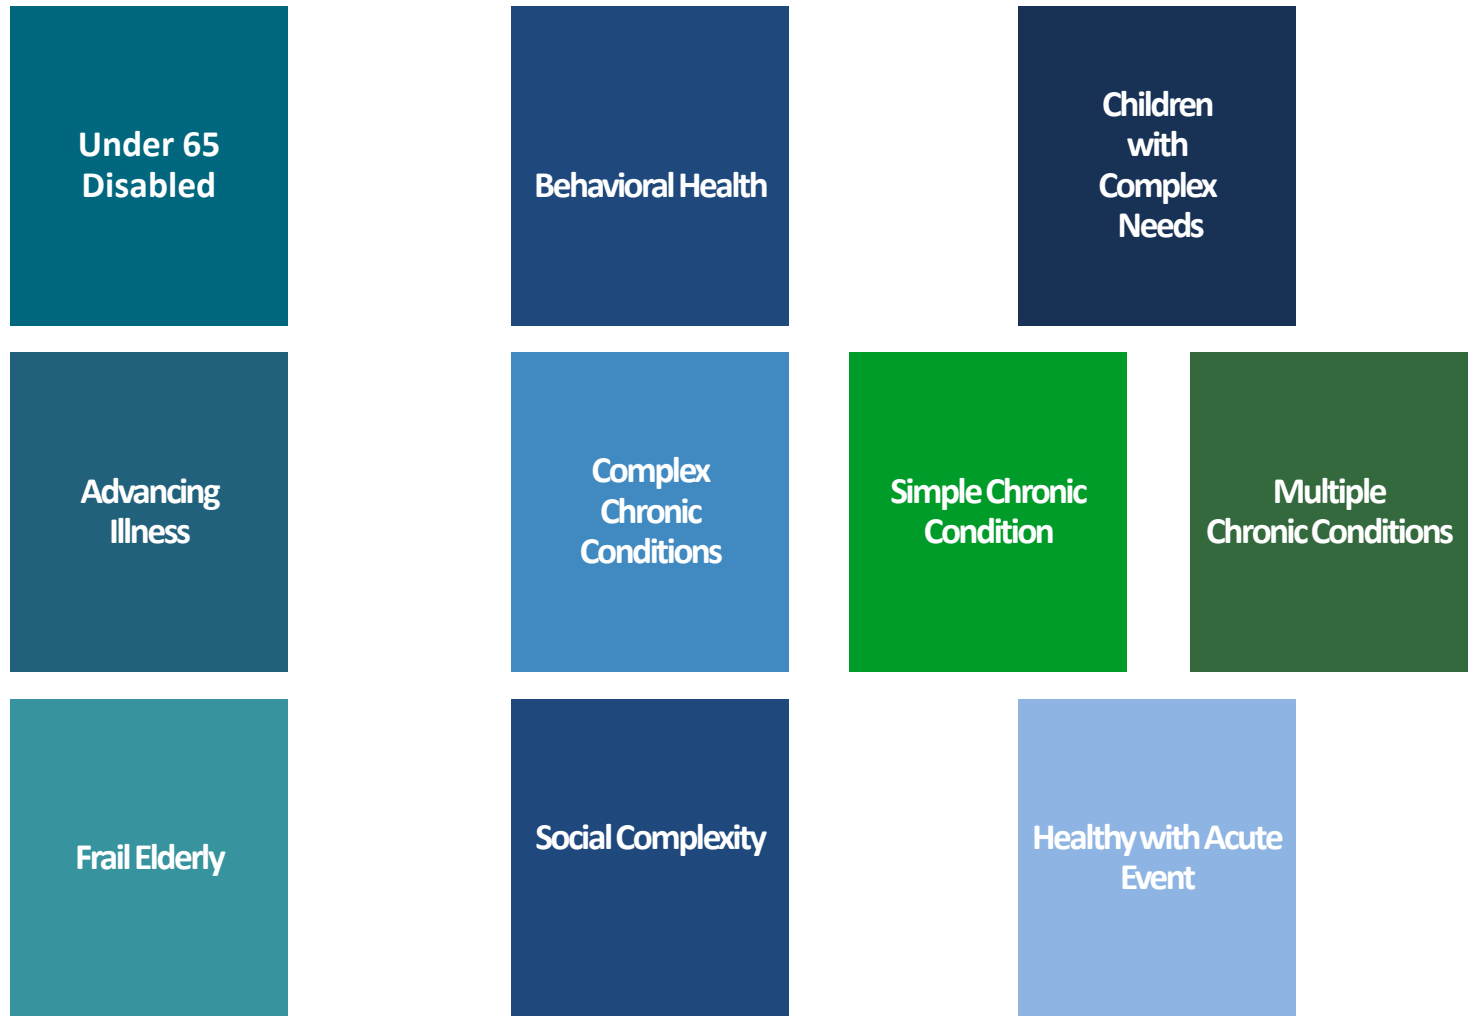 Under 65
Disabled
Behavioral Health
Children
with
Complex
Needs
Advancing
Illness
Complex
Chronic
Conditions
Simple Chronic
Condition
Multiple
Chronic Conditions
Frail Elderly
Social Complexity
Healthy with Acute
Event